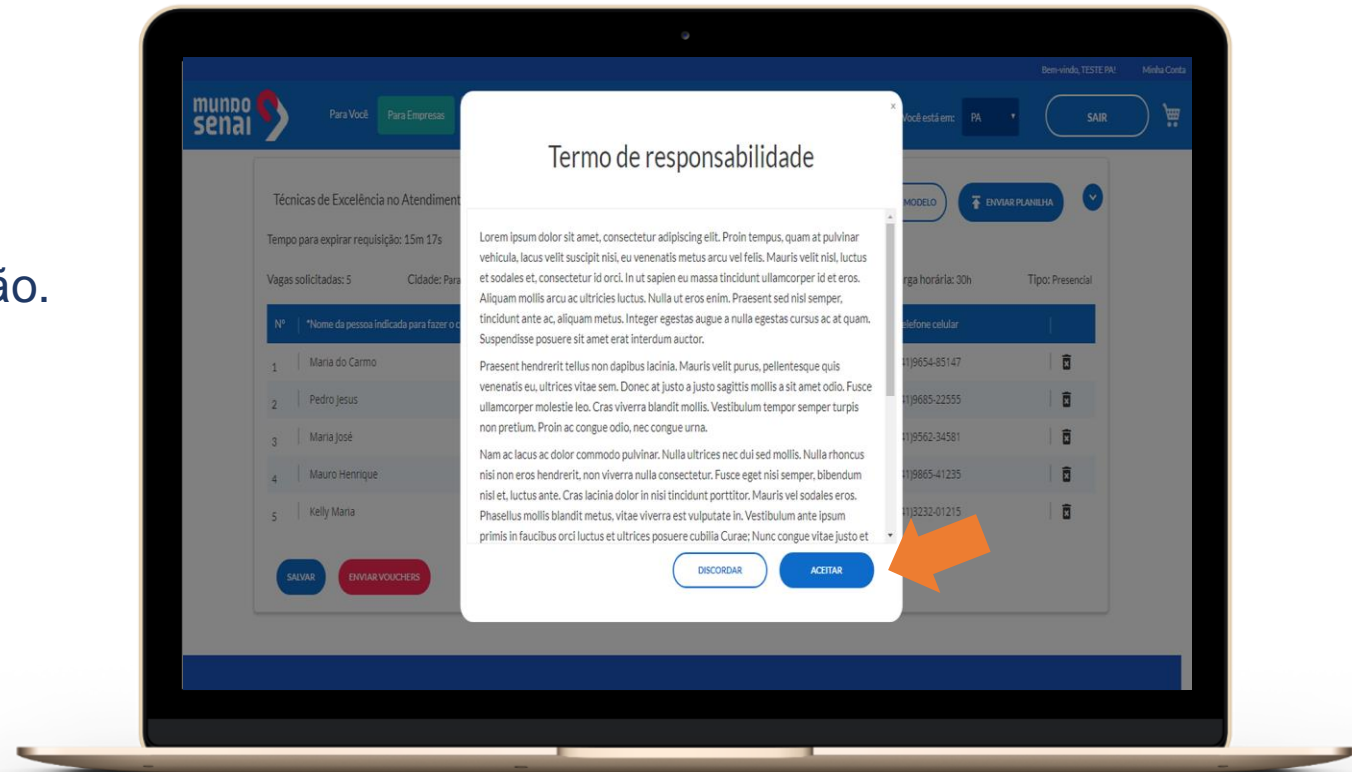 Bem-vindo, TESTE PA! Minha Conta
mundo
senai
Para Você
Para Empresas
Você está em:
PA
SAIR
ão.
Técnicas de Excelência no Atendiment
MODELO
ENVIAR PLANILHA
Tempo para expirar requisição: 15m 17s
Vagas solicitadas: 5
Cidade: Para
rga horária: 30h
Tipo: Presencial
Nº
*Nome da pessoa indicada para fazer o c
elefone celular
1 Maria do Carmo
41)9654-85147
2 Pedro Jesus
41)9685-22555
3 Maria José
41)9562-34581
4 Mauro Henrique
41)9865-41235
5 Kelly Maria
41)3232-01215
SALVAR
ENVIAR VOUCHERS
x
Termo de responsabilidade
Lorem ipsum dolor sit amet, consectetur adipiscing elit. Proin tempus, quam at pulvinar
vehicula, lacus velit suscipit nisi, eu venenatis metus arcu vel felis. Mauris velit nisl, luctus
et sodales et, consectetur id orci. In ut sapien eu massa tincidunt ullamcorper id et eros.
Aliquam mollis arcu ac ultricies luctus. Nulla ut eros enim. Praesent sed nisl semper,
tincidunt ante ac, aliquam metus. Integer egestas augue a nulla egestas cursus ac at quam.
Suspendisse posuere sit amet erat interdum auctor.
Praesent hendrerit tellus non dapibus lacinia. Mauris velit purus, pellentesque quis
venenatis eu, ultrices vitae sem. Donec at justo a justo sagittis mollis a sit amet odio. Fusce
ullamcorper molestie leo. Cras viverra blandit mollis. Vestibulum tempor semper turpis
non pretium. Proin ac congue odio, nec congue urna.
Nam ac lacus ac dolor commodo pulvinar. Nulla ultrices nec dui sed mollis. Nulla rhoncus
nisi non eros hendrerit, non viverra nulla consectetur. Fusce eget nisi semper, bibendum
nisl et, luctus ante. Cras lacinia dolor in nisi tincidunt porttitor. Mauris vel sodales eros.
Phasellus mollis blandit metus, vitae viverra est vulputate in. Vestibulum ante ipsum
primis in faucibus orci luctus et ultrices posuere cubilia Curae; Nunc congue vitae justo et
DISCORDAR
ACEITAR